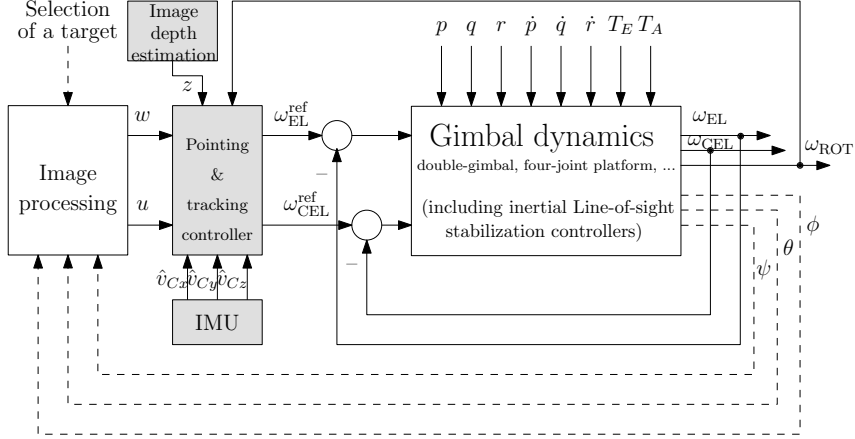 Selection
of a target
Image
depth
estimation
z
p q r ṗ q̇ ṙ T_E T_A
w
u
Image
processing
Pointing
&
tracking
controller
ω_EL^ref
ω_CEL^ref
−
−
Gimbal dynamics
double-gimbal, four-joint platform, ...
(including inertial Line-of-sight
stabilization controllers)
ω_EL
ω_CEL
ω_ROT
ϕ
θ
ψ
v̂_Cx v̂_Cy v̂_Cz
IMU